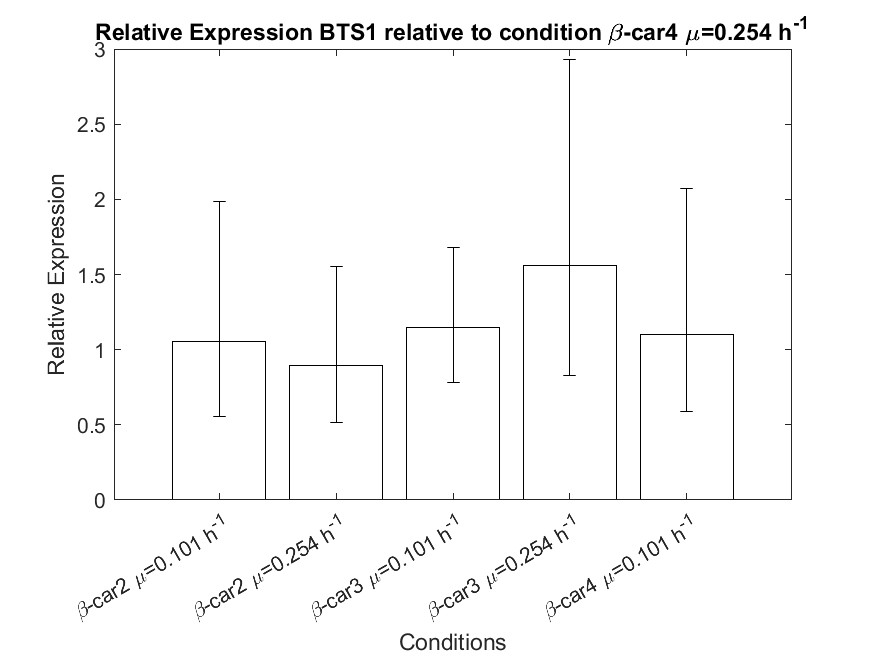 Relative Expression BTS1 relative to condition β-car4 μ=0.254 h⁻¹
3
2.5
2
1.5
1
0.5
0
Relative Expression
β-car2 μ=0.101 h⁻¹
β-car2 μ=0.254 h⁻¹
β-car3 μ=0.101 h⁻¹
β-car3 μ=0.254 h⁻¹
β-car4 μ=0.101 h⁻¹
Conditions